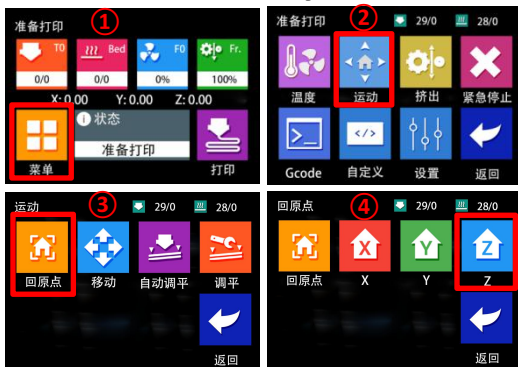 准备打印 ①
T0 Bed F0 Fr.
0/0 0/0 0% 100%
X: 0.00 Y: 0.00 Z: 0.00
状态
准备打印
菜单 打印
准备打印 ② 29/0 28/0
温度 运动 挤出 紧急停止
Gcode 自定义 设置 返回
运动 ③ 29/0 28/0
回原点 移动 自动调平 调平
返回
回原点 ④ 29/0 28/0
X Y Z
回原点 X Y Z
返回